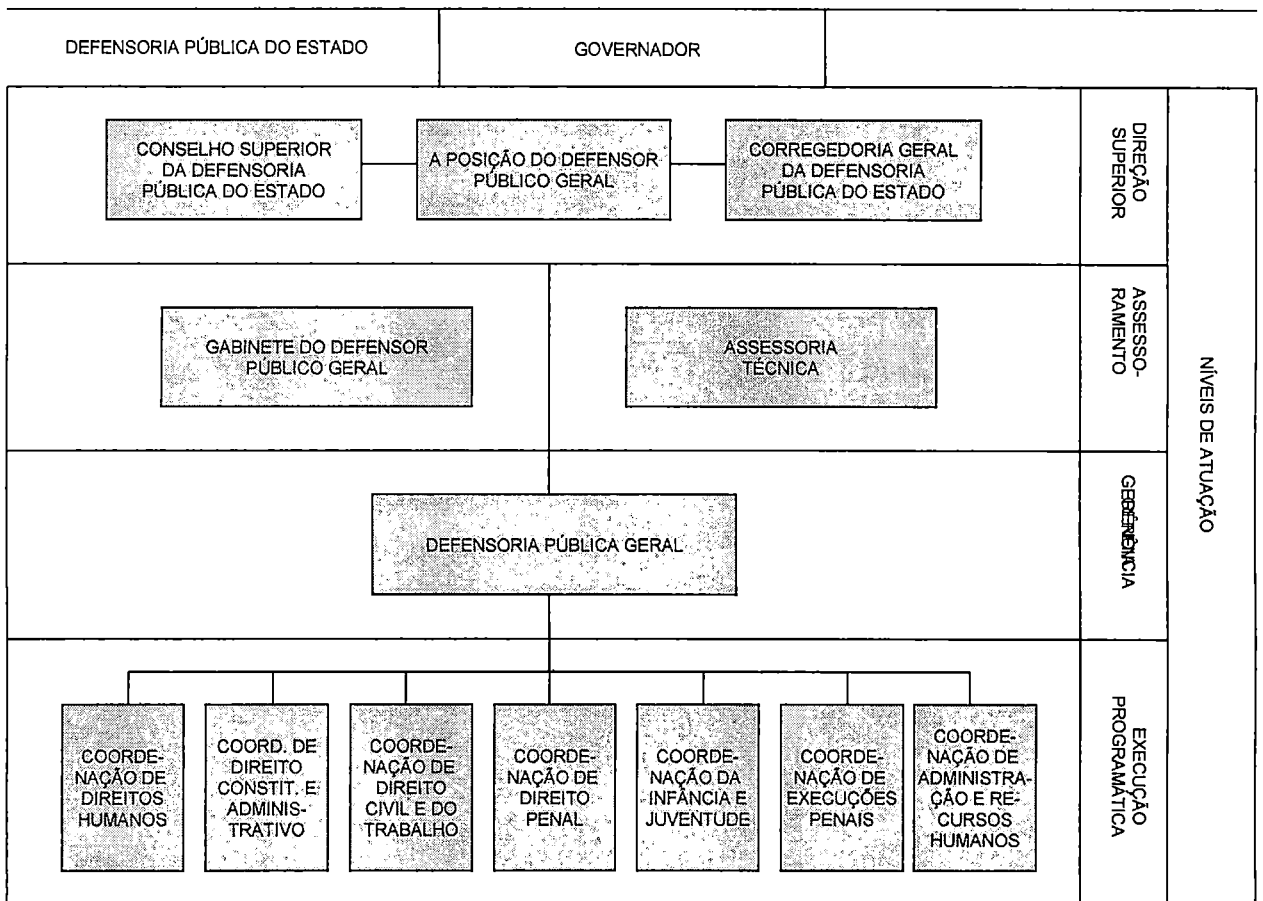 DEFENSORIA PÚBLICA DO ESTADO
GOVERNADOR
CONSELHO SUPERIOR
DA DEFENSORIA
PÚBLICA DO ESTADO
A POSIÇÃO DO DEFENSOR
PÚBLICO GERAL
CORREGEDORIA GERAL
DA DEFENSORIA
PÚBLICA DO ESTADO
DIREÇÃO
SUPERIOR
GABINETE DO DEFENSOR
PÚBLICO GERAL
ASSESSORIA
TÉCNICA
ASSESSO-
RAMENTO
NÍVEIS DE ATUAÇÃO
DEFENSORIA PÚBLICA GERAL
COORDE-
NAÇÃO DE
DIREITOS
HUMANOS
COORD. DE
DIREITO
CONSTIT. E
ADMINIS-
TRATIVO
COORDE-
NAÇÃO DE
DIREITO
CIVIL E DO
TRABALHO
COORDE-
NAÇÃO DE
DIREITO
PENAL
COORDE-
NAÇÃO DA
INFÂNCIA E
JUVENTUDE
COORDE-
NAÇÃO DE
EXECUÇÕES
PENAIS
COORDE-
NAÇÃO DE
ADMINISTRA-
ÇÃO E RE-
CURSOS
HUMANOS
EXECUÇÃO
PROGRAMÁTICA